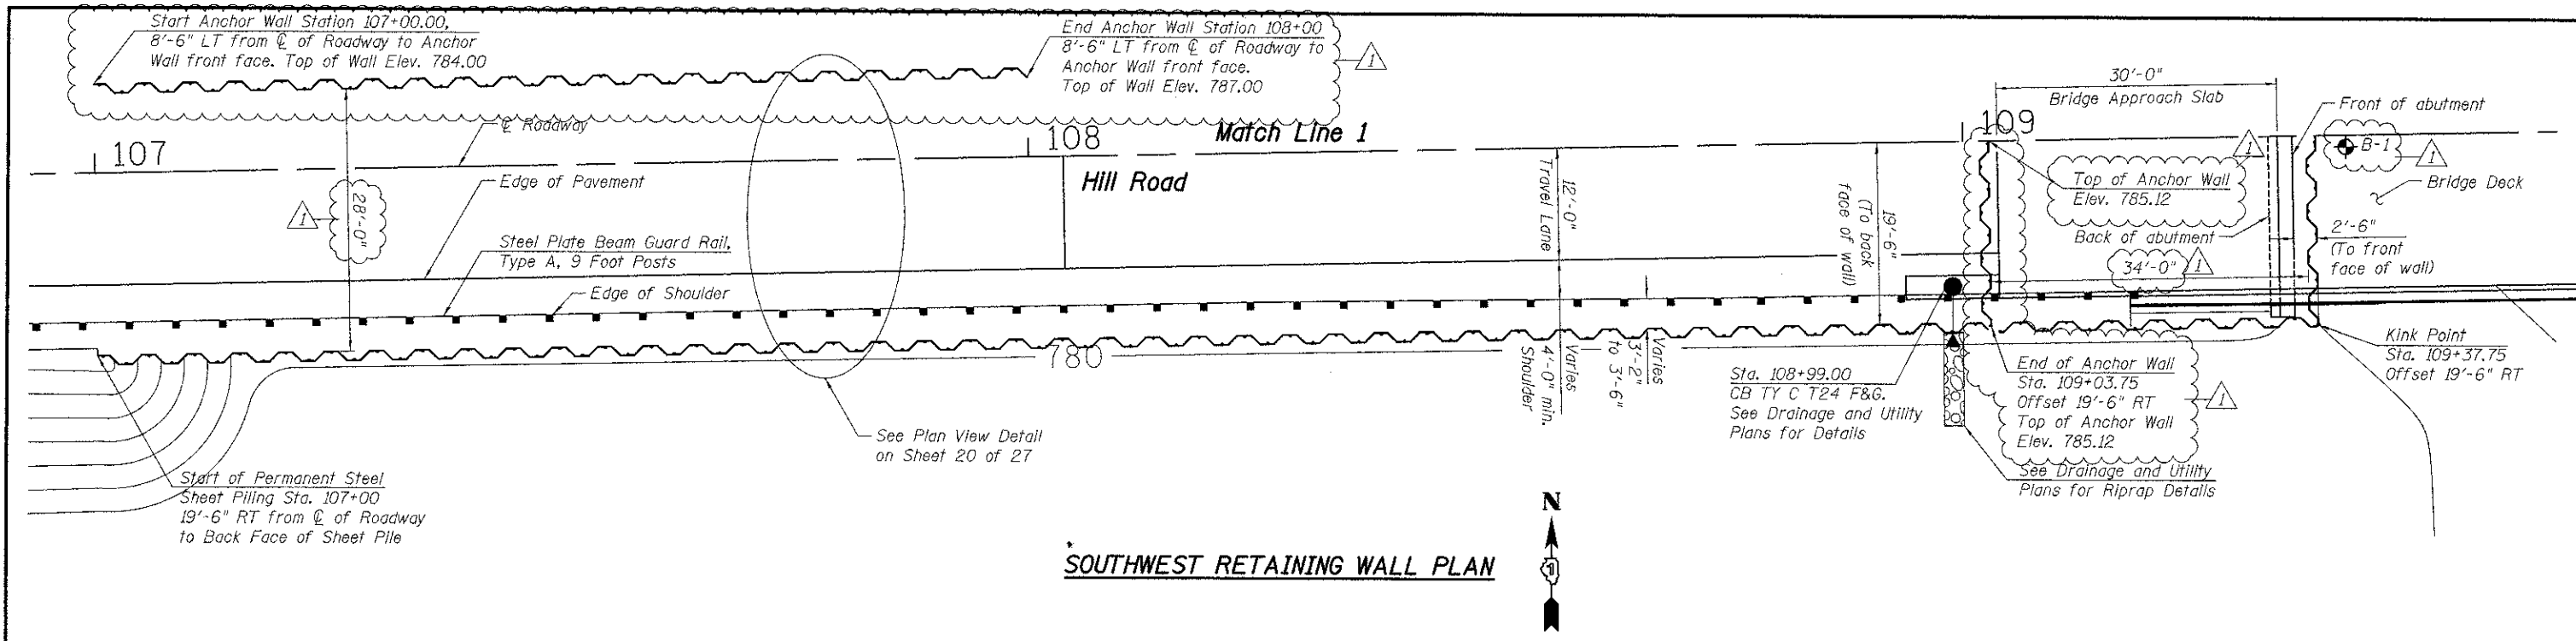 Start Anchor Wall Station 107+00.00,
8'-6" LT from ℄ of Roadway to Anchor
Wall front face. Top of Wall Elev. 784.00
End Anchor Wall Station 108+00
8'-6" LT from ℄ of Roadway to
Anchor Wall front face.
Top of Wall Elev. 787.00
1
℄ Roadway
107
108
Match Line 1
109
30'-0"
Bridge Approach Slab
Front of abutment
B-1
1
1
Bridge Deck
Top of Anchor Wall
Elev. 785.12
Back of abutment
2'-6"
(To front
face of wall)
34'-0"
1
Hill Road
Edge of Pavement
28'-0"
1
Steel Plate Beam Guard Rail,
Type A, 9 Foot Posts
Edge of Shoulder
12'-0"
Travel Lane
19'-6"
(To back
face of wall)
780
Varies
4'-0" min.
Shoulder
Varies
3'-2"
to 3'-6"
Sta. 108+99.00
CB TY C T24 F&G.
See Drainage and Utility
Plans for Details
End of Anchor Wall
Sta. 109+03.75
Offset 19'-6" RT
Top of Anchor Wall
Elev. 785.12
1
Kink Point
Sta. 109+37.75
Offset 19'-6" RT
See Drainage and Utility
Plans for Riprap Details
See Plan View Detail
on Sheet 20 of 27
Start of Permanent Steel
Sheet Piling Sta. 107+00
19'-6" RT from ℄ of Roadway
to Back Face of Sheet Pile
N
SOUTHWEST RETAINING WALL PLAN